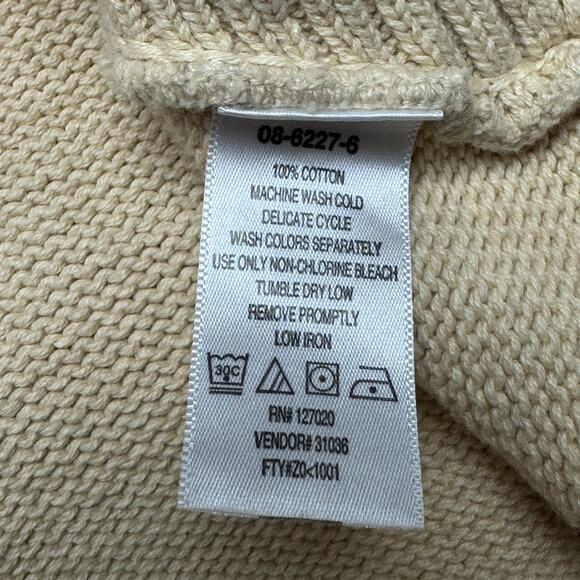 08-6227-6
100% COTTON
MACHINE WASH COLD
DELICATE CYCLE
WASH COLORS SEPARATELY
USE ONLY NON-CHLORINE BLEACH
TUMBLE DRY LOW
REMOVE PROMPTLY
LOW IRON
30C
RN# 127020
VENDOR# 31036
FTY#Z0<1001